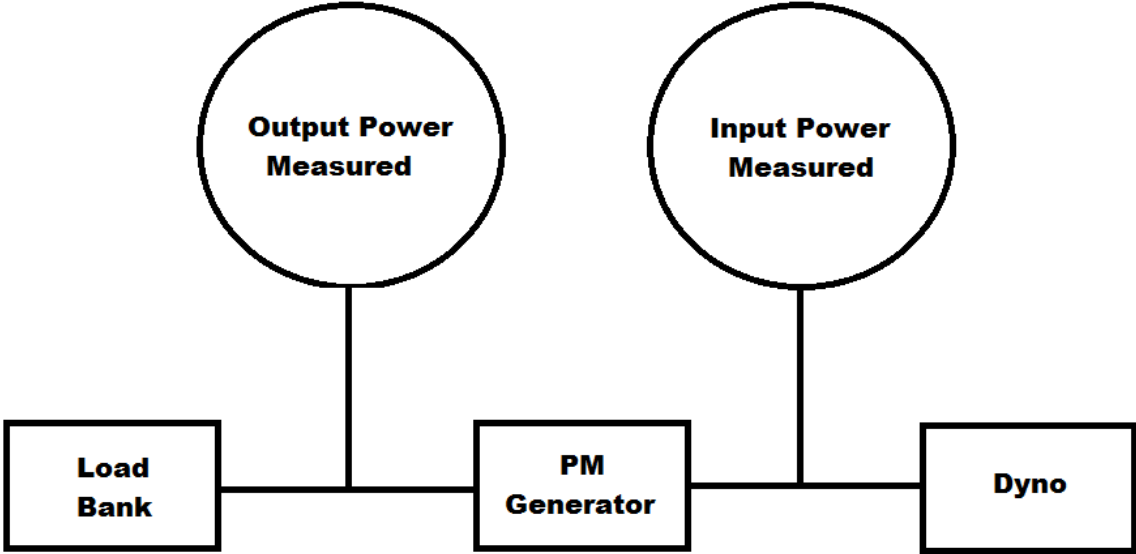 Output Power
Measured
Input Power
Measured
Load
Bank
PM
Generator
Dyno